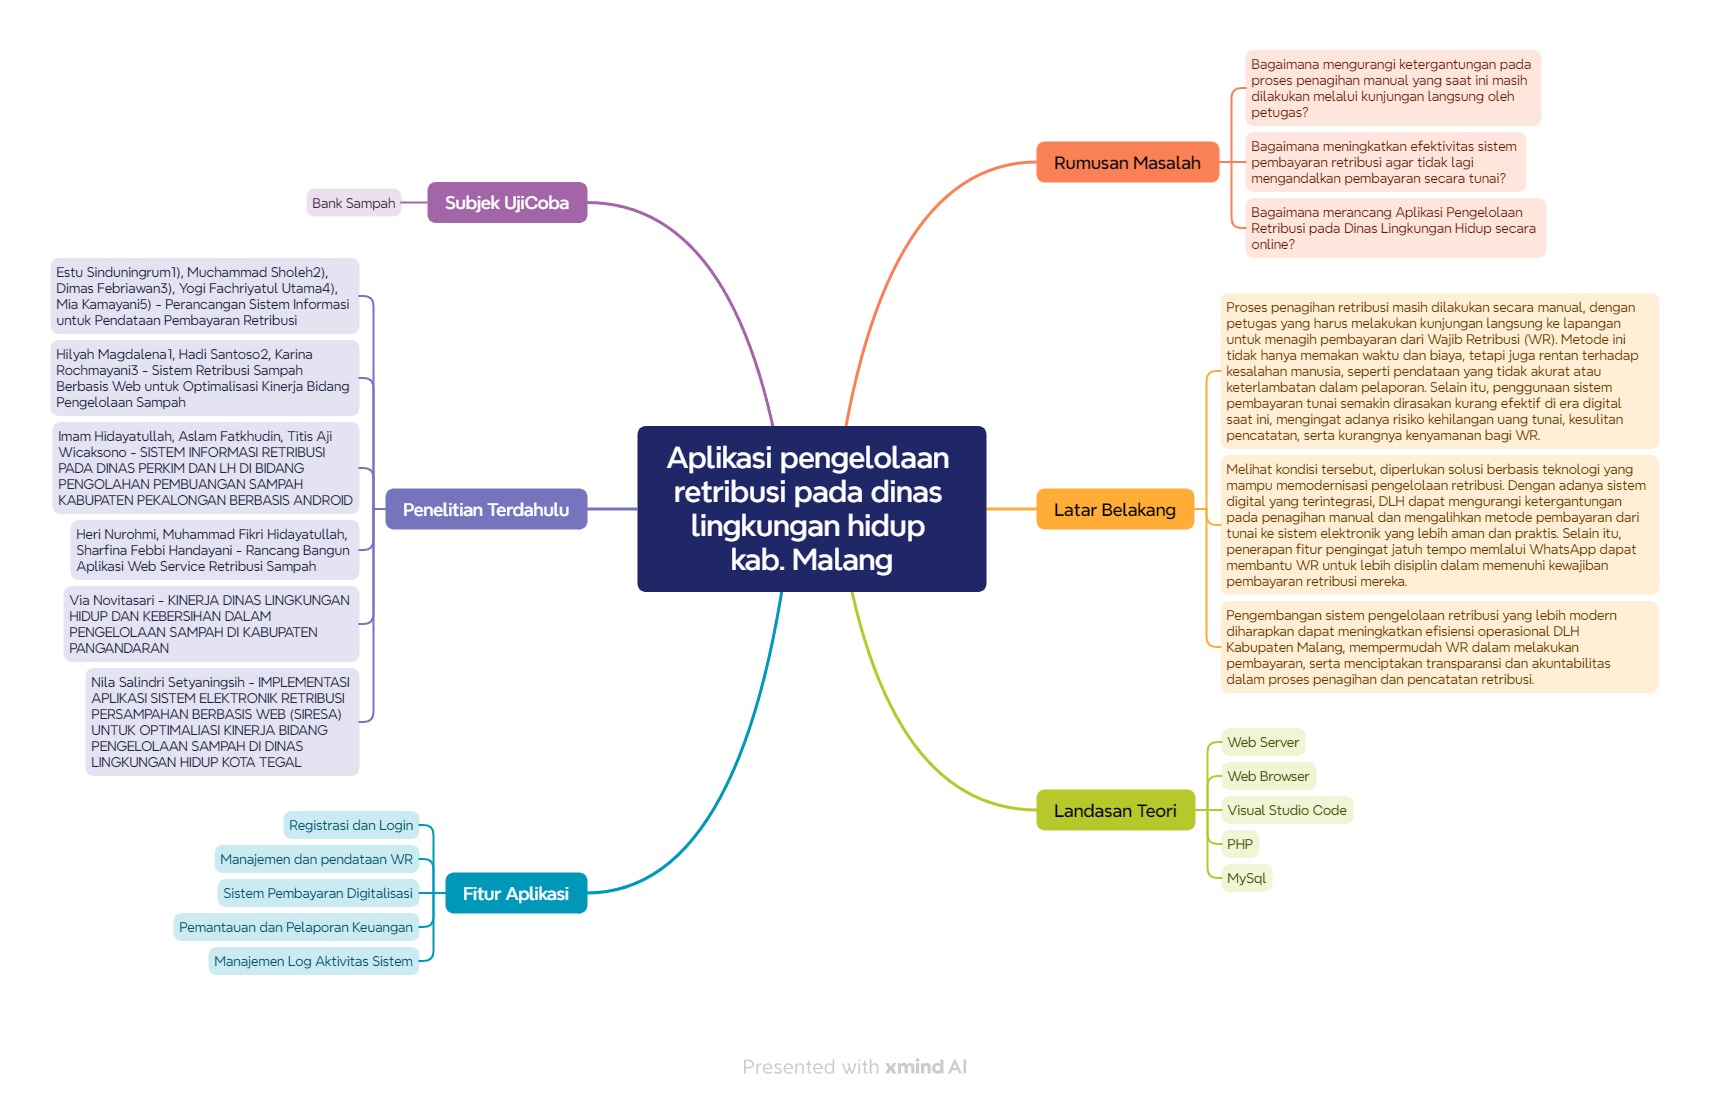 Aplikasi pengelolaan
retribusi pada dinas
lingkungan hidup
kab. Malang
Rumusan Masalah
Bagaimana mengurangi ketergantungan pada
proses penagihan manual yang saat ini masih
dilakukan melalui kunjungan langsung oleh
petugas?
Bagaimana meningkatkan efektivitas sistem
pembayaran retribusi agar tidak lagi
mengandalkan pembayaran secara tunai?
Bagaimana merancang Aplikasi Pengelolaan
Retribusi pada Dinas Lingkungan Hidup secara
online?
Latar Belakang
Proses penagihan retribusi masih dilakukan secara manual, dengan
petugas yang harus melakukan kunjungan langsung ke lapangan
untuk menagih pembayaran dari Wajib Retribusi (WR). Metode ini
tidak hanya memakan waktu dan biaya, tetapi juga rentan terhadap
kesalahan manusia, seperti pendataan yang tidak akurat atau
keterlambatan dalam pelaporan. Selain itu, penggunaan sistem
pembayaran tunai semakin dirasakan kurang efektif di era digital
saat ini, mengingat adanya risiko kehilangan uang tunai, kesulitan
pencatatan, serta kurangnya kenyamanan bagi WR.
Melihat kondisi tersebut, diperlukan solusi berbasis teknologi yang
mampu memodernisasi pengelolaan retribusi. Dengan adanya sistem
digital yang terintegrasi, DLH dapat mengurangi ketergantungan
pada penagihan manual dan mengalihkan metode pembayaran dari
tunai ke sistem elektronik yang lebih aman dan praktis. Selain itu,
penerapan fitur pengingat jatuh tempo memlalui WhatsApp dapat
membantu WR untuk lebih disiplin dalam memenuhi kewajiban
pembayaran retribusi mereka.
Pengembangan sistem pengelolaan retribusi yang lebih modern
diharapkan dapat meningkatkan efisiensi operasional DLH
Kabupaten Malang, mempermudah WR dalam melakukan
pembayaran, serta menciptakan transparansi dan akuntabilitas
dalam proses penagihan dan pencatatan retribusi.
Landasan Teori
Web Server
Web Browser
Visual Studio Code
PHP
MySql
Subjek UjiCoba
Bank Sampah
Penelitian Terdahulu
Estu Sinduningrum1), Muchammad Sholeh2),
Dimas Febriawan3), Yogi Fachriyatul Utama4),
Mia Kamayani5) - Perancangan Sistem Informasi
untuk Pendataan Pembayaran Retribusi
Hilyah Magdalena1, Hadi Santoso2, Karina
Rochmayani3 - Sistem Retribusi Sampah
Berbasis Web untuk Optimalisasi Kinerja Bidang
Pengelolaan Sampah
Imam Hidayatullah, Aslam Fatkhudin, Titis Aji
Wicaksono - SISTEM INFORMASI RETRIBUSI
PADA DINAS PERKIM DAN LH DI BIDANG
PENGOLAHAN PEMBUANGAN SAMPAH
KABUPATEN PEKALONGAN BERBASIS ANDROID
Heri Nurohmi, Muhammad Fikri Hidayatullah,
Sharfina Febbi Handayani - Rancang Bangun
Aplikasi Web Service Retribusi Sampah
Via Novitasari - KINERJA DINAS LINGKUNGAN
HIDUP DAN KEBERSIHAN DALAM
PENGELOLAAN SAMPAH DI KABUPATEN
PANGANDARAN
Nila Salindri Setyaningsih - IMPLEMENTASI
APLIKASI SISTEM ELEKTRONIK RETRIBUSI
PERSAMPAHAN BERBASIS WEB (SIRESA)
UNTUK OPTIMALIASI KINERJA BIDANG
PENGELOLAAN SAMPAH DI DINAS
LINGKUNGAN HIDUP KOTA TEGAL
Fitur Aplikasi
Registrasi dan Login
Manajemen dan pendataan WR
Sistem Pembayaran Digitalisasi
Pemantauan dan Pelaporan Keuangan
Manajemen Log Aktivitas Sistem
Presented with xmind AI